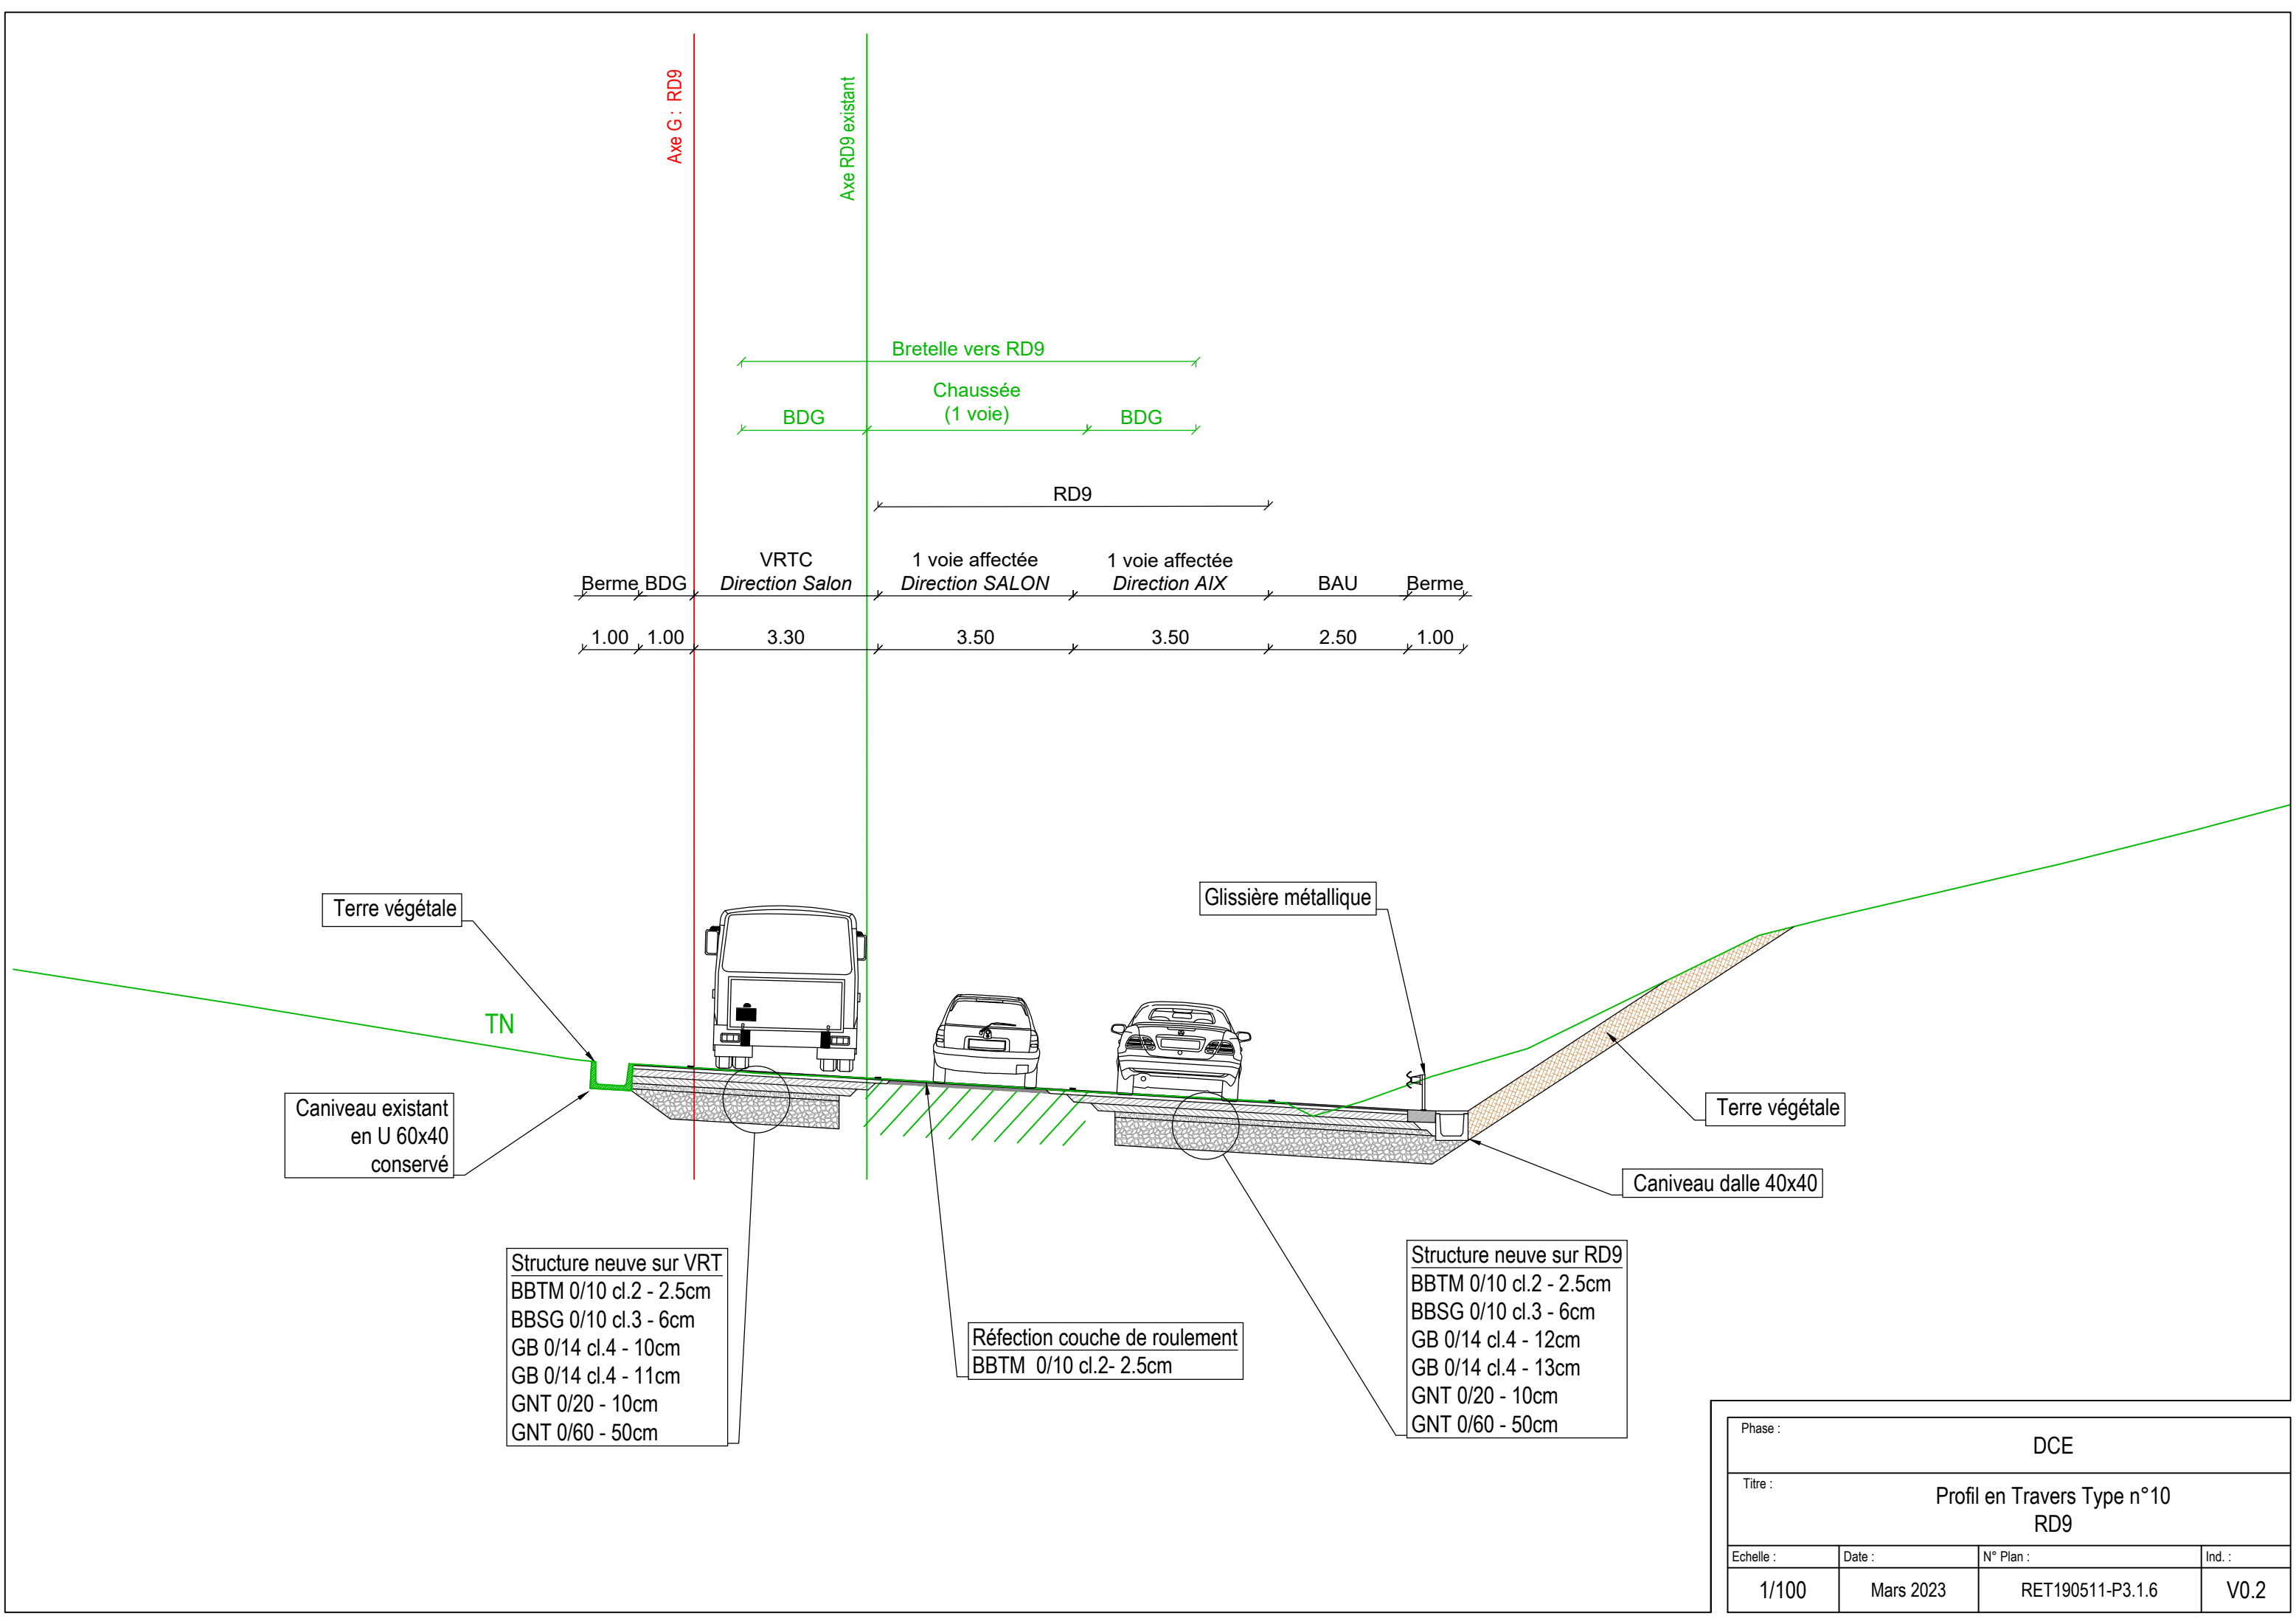 Axe G : RD9
Axe RD9 existant
Bretelle vers RD9
Chaussée
(1 voie)
BDG
BDG
RD9
VRTC
Direction Salon
1 voie affectée
Direction SALON
1 voie affectée
Direction AIX
Berme
BDG
BAU
Berme
1.00
1.00
3.30
3.50
3.50
2.50
1.00
Terre végétale
Glissière métallique
TN
Caniveau existant
en U 60x40
conservé
Terre végétale
Caniveau dalle 40x40
Structure neuve sur VRT
BBTM 0/10 cl.2 - 2.5cm
BBSG 0/10 cl.3 - 6cm
GB 0/14 cl.4 - 10cm
GB 0/14 cl.4 - 11cm
GNT 0/20 - 10cm
GNT 0/60 - 50cm
Réfection couche de roulement
BBTM 0/10 cl.2- 2.5cm
Structure neuve sur RD9
BBTM 0/10 cl.2 - 2.5cm
BBSG 0/10 cl.3 - 6cm
GB 0/14 cl.4 - 12cm
GB 0/14 cl.4 - 13cm
GNT 0/20 - 10cm
GNT 0/60 - 50cm
Phase :
DCE
Titre :
Profil en Travers Type n°10
RD9
Echelle :
1/100
Date :
Mars 2023
N° Plan :
RET190511-P3.1.6
Ind. :
V0.2